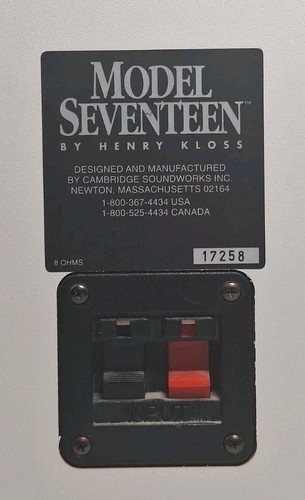 MODEL
SEVENTEEN™
BY HENRY KLOSS
DESIGNED AND MANUFACTURED
BY CAMBRIDGE SOUNDWORKS INC.
NEWTON, MASSACHUSETTS 02164
1-800-367-4434 USA
1-800-525-4434 CANADA
8 OHMS
17258
INPUT